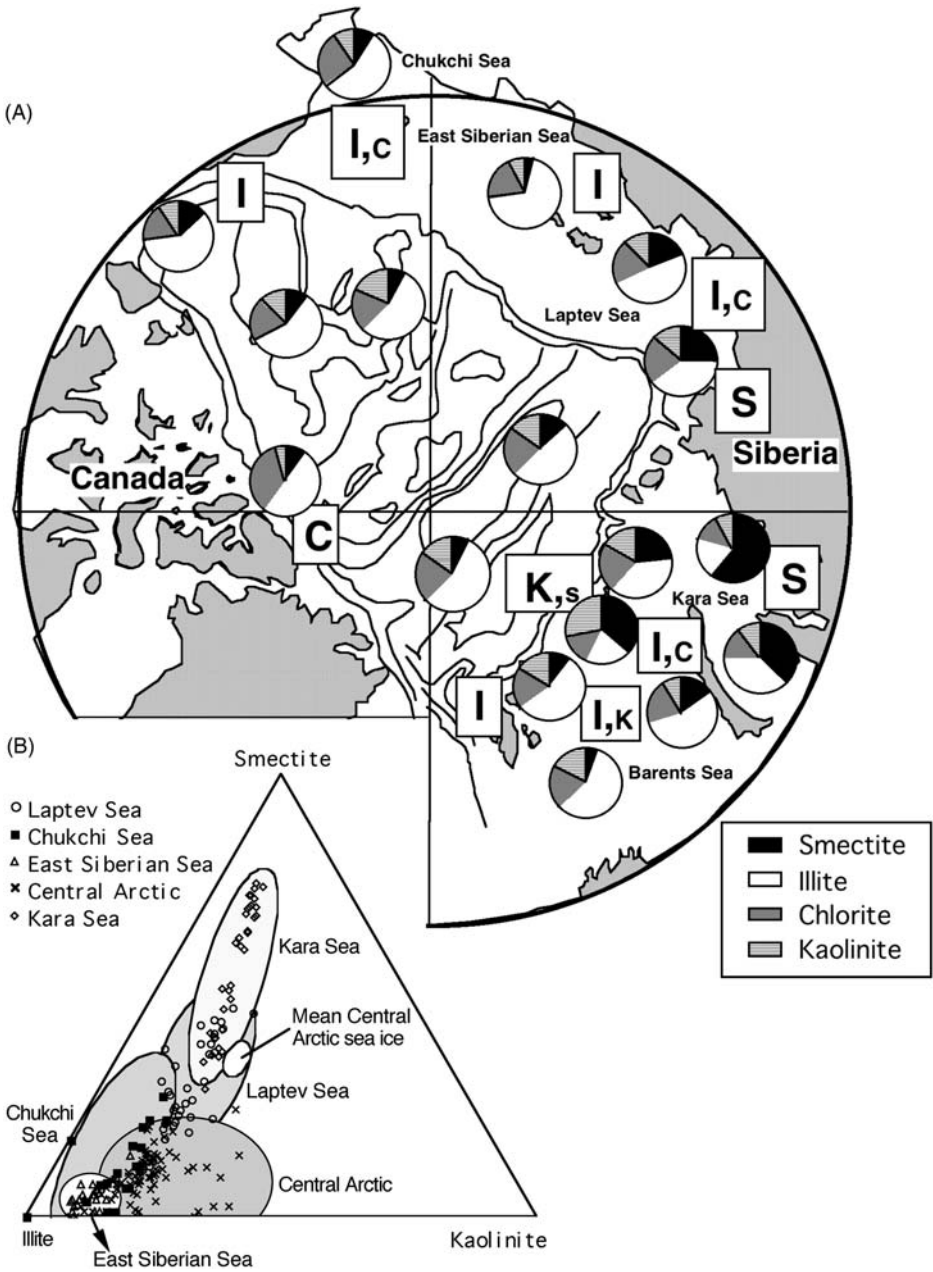 (A)
Chukchi Sea
I,C
East Siberian Sea
I
I
I,C
Laptev Sea
S
Canada
Siberia
C
K,s
S
Kara Sea
I,C
I
I,K
Barents Sea
(B)
Smectite
Laptev Sea
Chukchi Sea
East Siberian Sea
Central Arctic
Kara Sea
Smectite
Illite
Chlorite
Kaolinite
Kara Sea
Mean Central
Arctic sea ice
Laptev Sea
Chukchi
Sea
Central Arctic
Illite
Kaolinite
East Siberian Sea